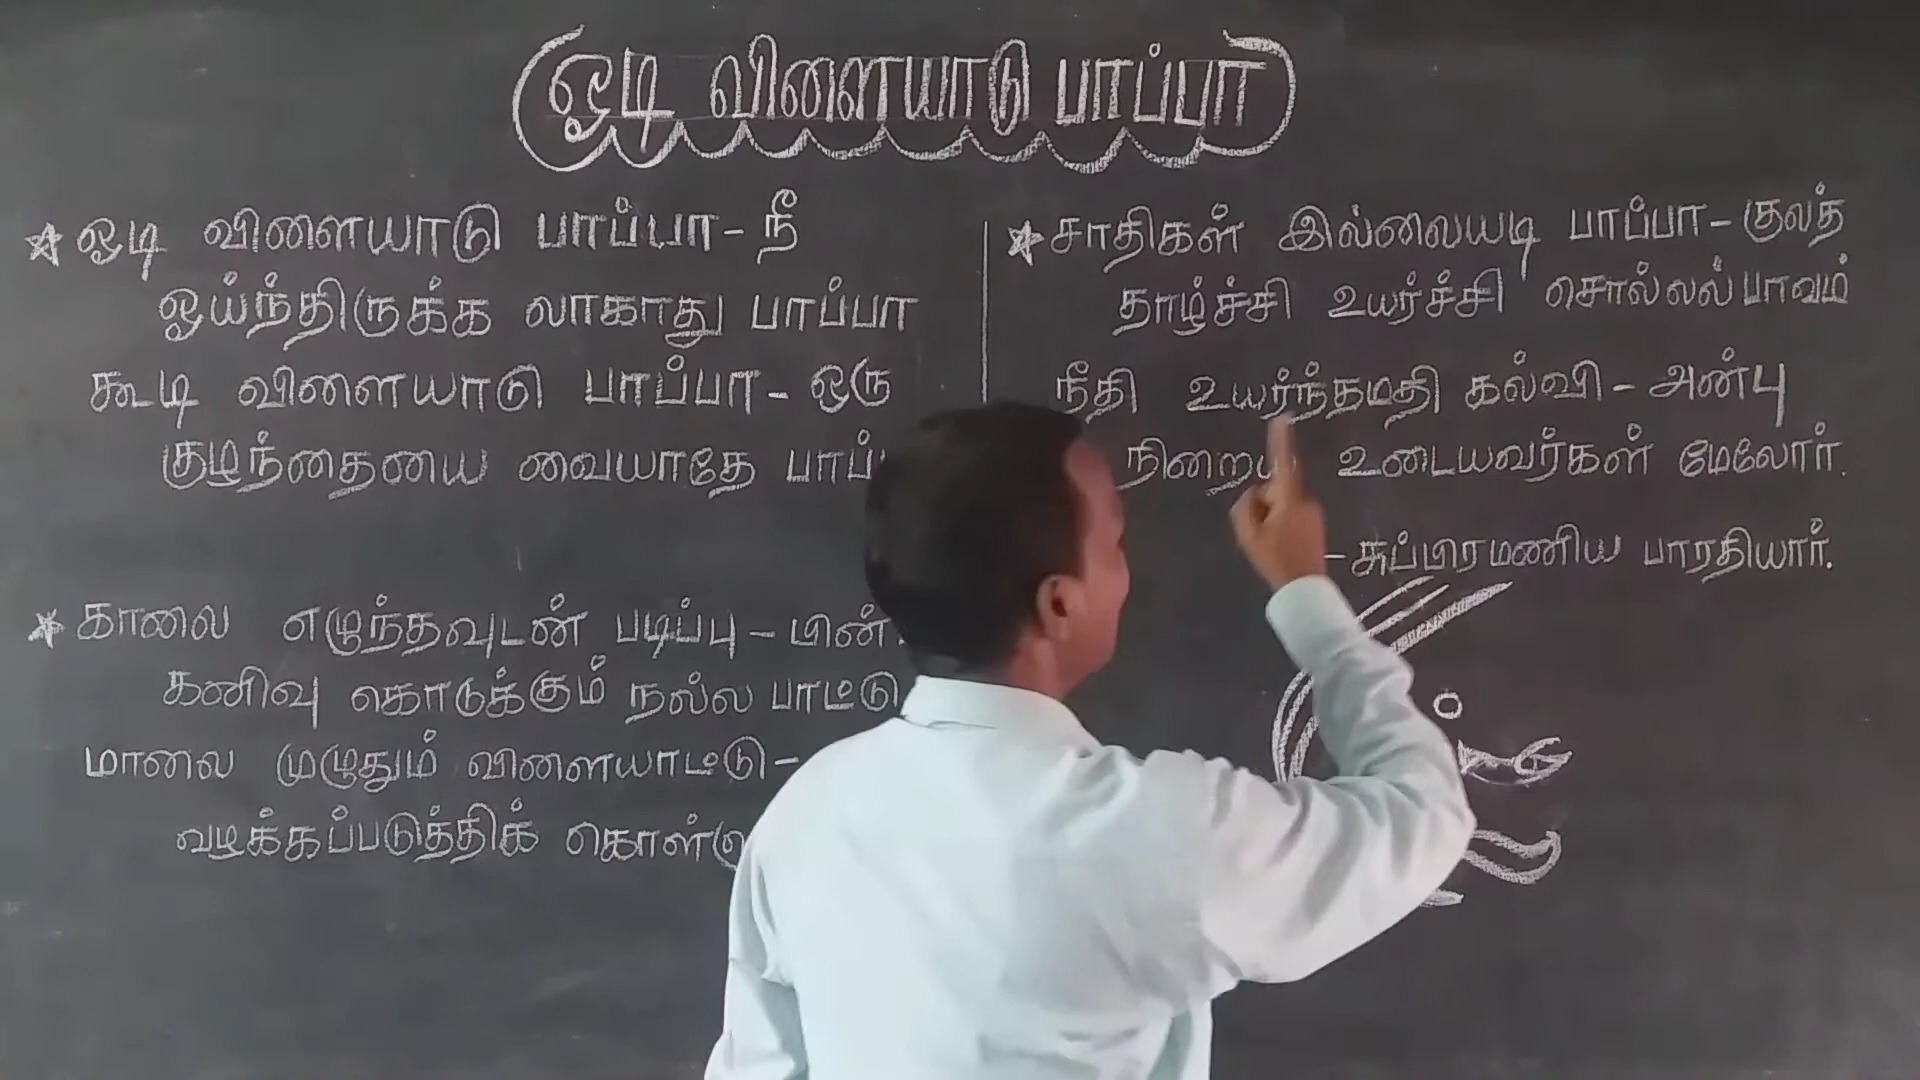 ஓடி விளையாடு பாப்பா
ஓடி விளையாடு பாப்பா - நீ
ஓய்ந்திருக்க லாகாது பாப்பா
கூடி விளையாடு பாப்பா - ஒரு
குழந்தையை வையாதே
காலை எழுந்தவுடன் படிப்பு - பின்
கனிவு கொடுக்கும் நல்ல பாட்டு
மாலை முழுதும் விளையாட்டு -
வழக்கப்படுத்திக்
சாதிகள் இல்லையடி பாப்பா - குலத்
தாழ்ச்சி உயர்ச்சி சொல்லல் பாவம்
நீதி உயர்ந்தமதி கல்வி - அன்பு
உடையவர்கள் மேலோர்.
- சுப்பிரமணிய பாரதியார்.